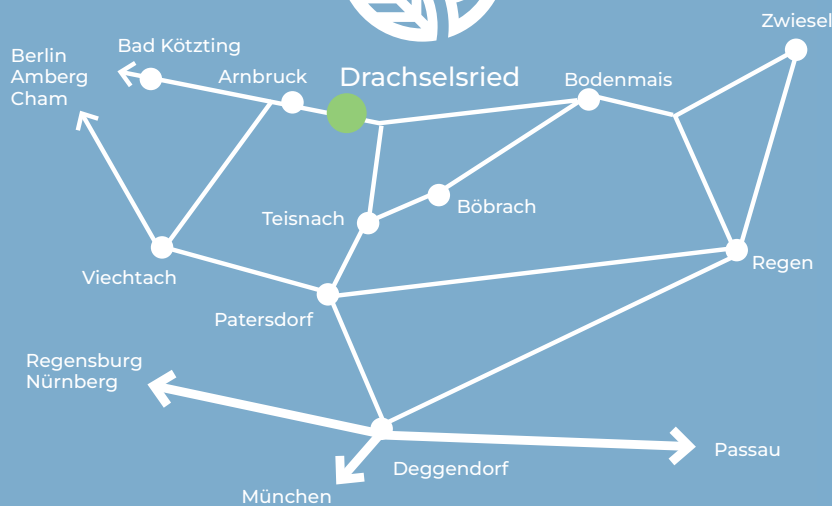 Zwiesel
Bad Kötzting
Berlin
Amberg
Cham
Arnbruck
Drachselsried
Bodenmais
Böbrach
Teisnach
Viechtach
Regen
Patersdorf
Regensburg
Nürnberg
Passau
Deggendorf
München